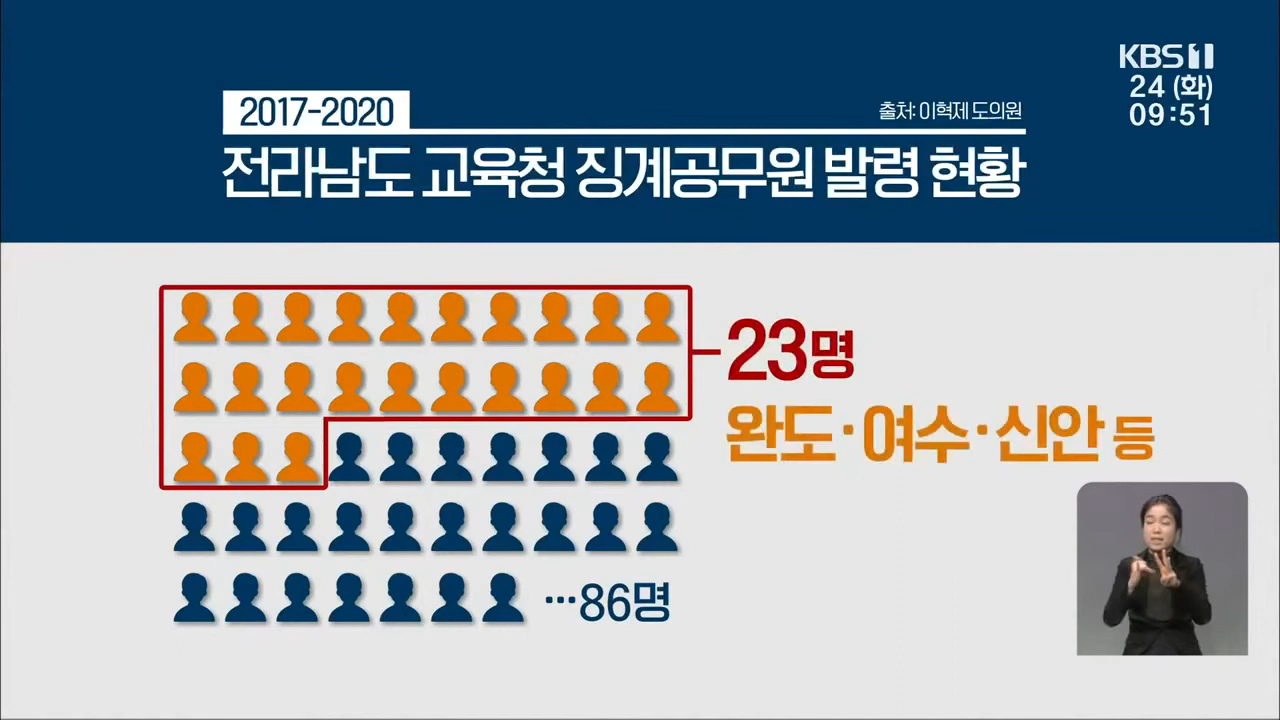 KBS 1
24 (화)
09:51
2017-2020
출처: 이혁제 도의원
전라남도 교육청 징계공무원 발령 현황
23명
완도·여수·신안 등
···86명